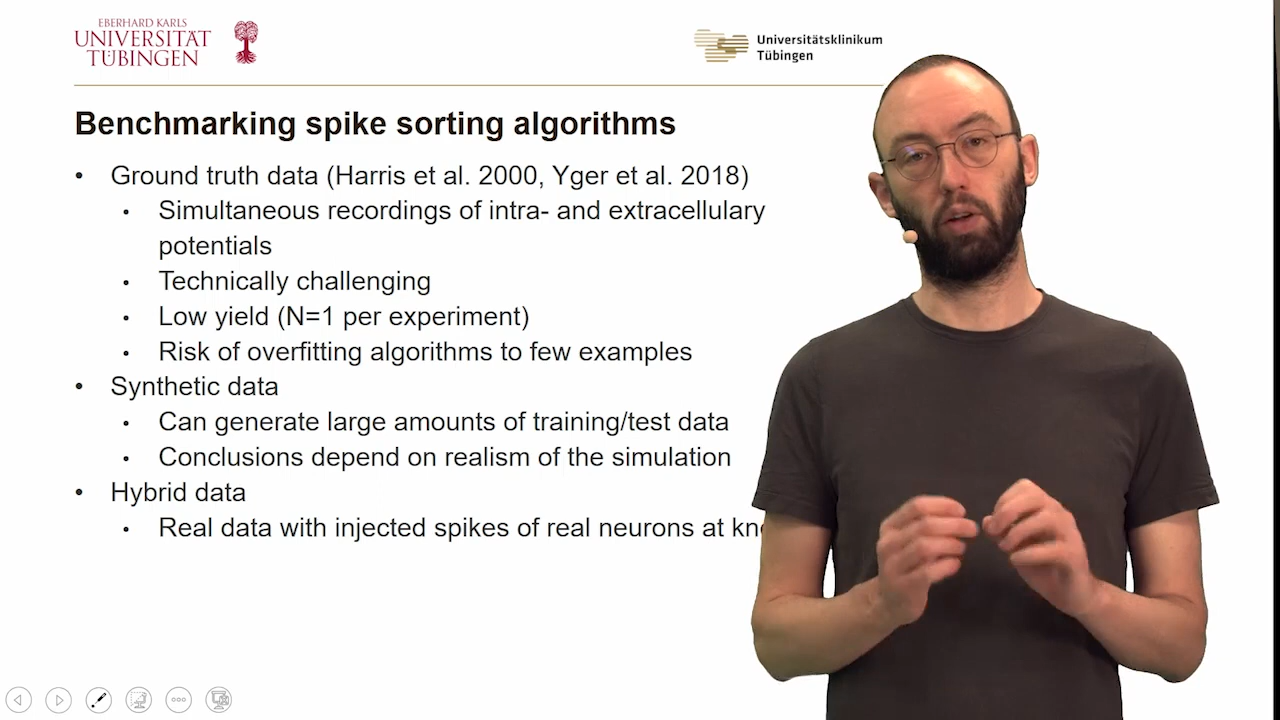 EBERHARD KARLS
UNIVERSITÄT
TÜBINGEN
Universitätsklinikum
Tübingen
Benchmarking spike sorting algorithms
• Ground truth data (Harris et al. 2000, Yger et al. 2018)
• Simultaneous recordings of intra- and extracellulary
potentials
• Technically challenging
• Low yield (N=1 per experiment)
• Risk of overfitting algorithms to few examples
• Synthetic data
• Can generate large amounts of training/test data
• Conclusions depend on realism of the simulation
• Hybrid data
• Real data with injected spikes of real neurons at